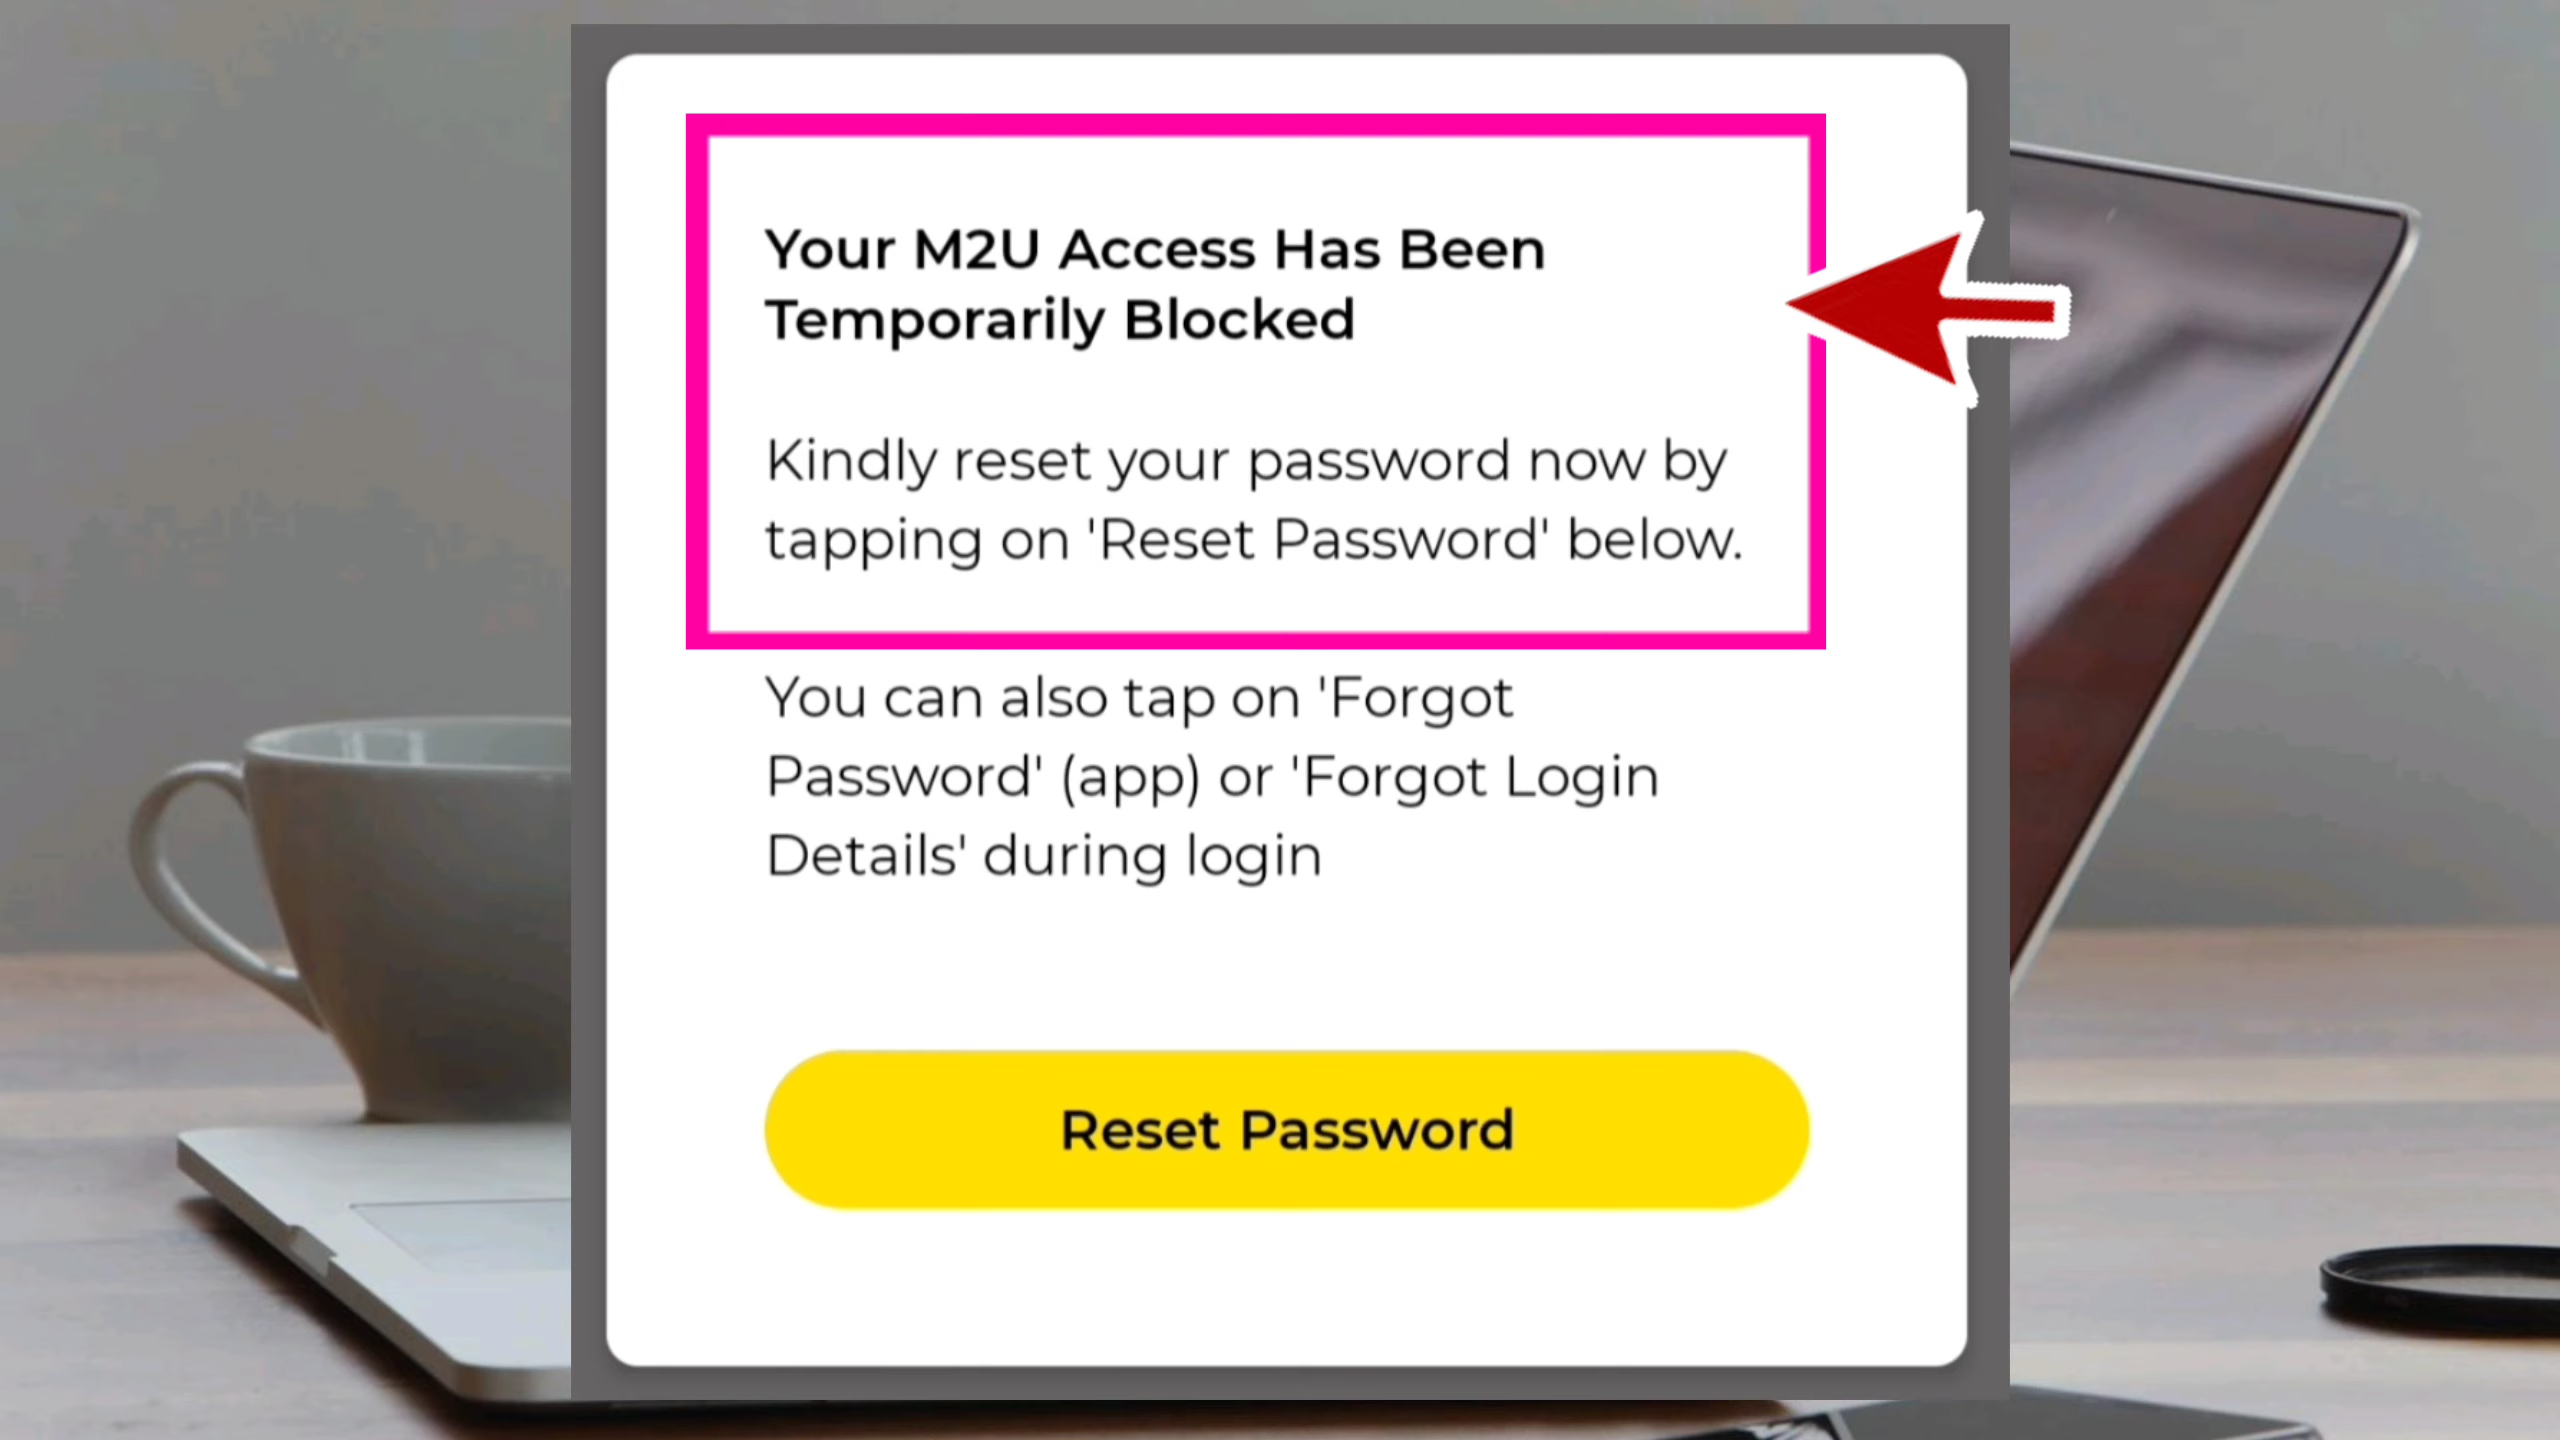 Your M2U Access Has Been
Temporarily Blocked
Kindly reset your password now by
tapping on 'Reset Password' below.
You can also tap on 'Forgot
Password' (app) or 'Forgot Login
Details' during login
Reset Password